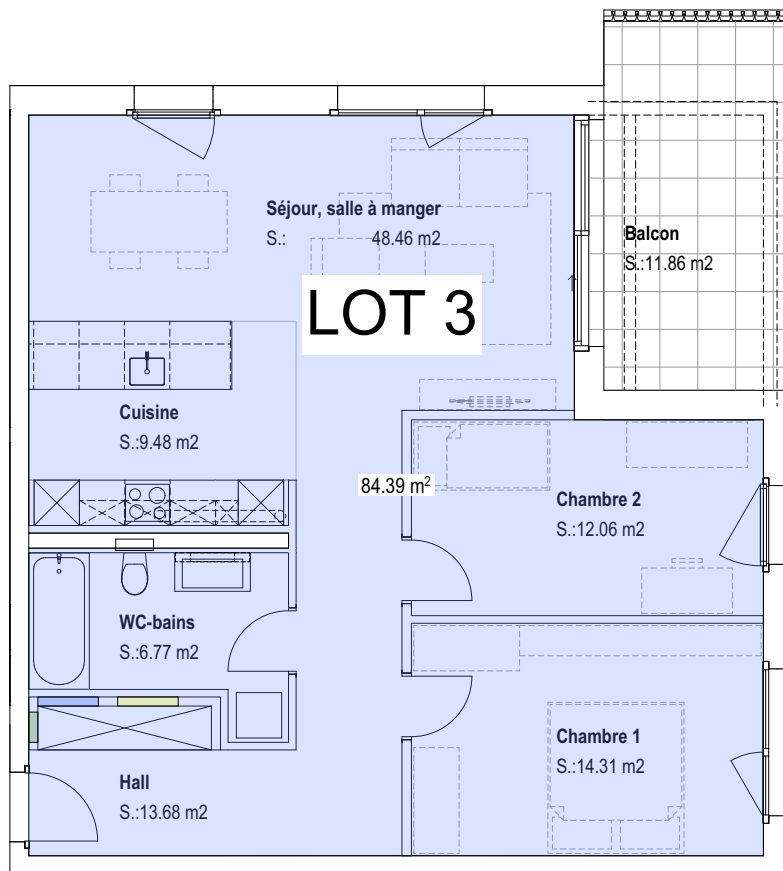 Séjour, salle à manger
S.: 48.46 m2
Balcon
S.:11.86 m2
LOT 3
Cuisine
S.:9.48 m2
84.39 m²
Chambre 2
S.:12.06 m2
WC-bains
S.:6.77 m2
Chambre 1
S.:14.31 m2
Hall
S.:13.68 m2